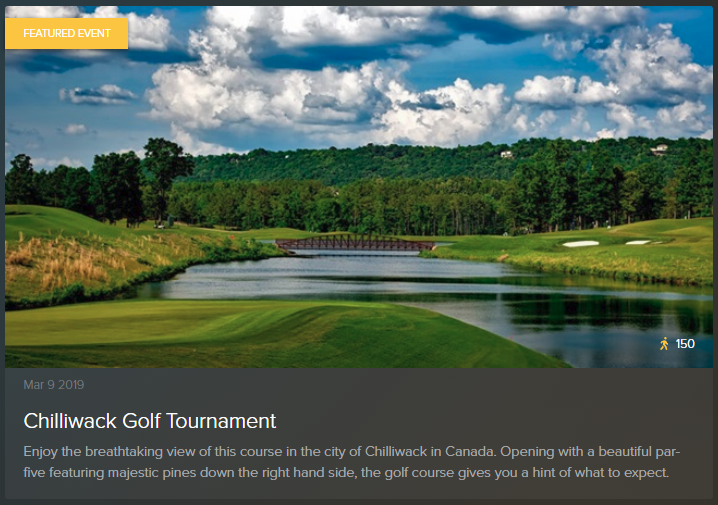 FEATURED EVENT
150
Mar 9 2019
Chilliwack Golf Tournament
Enjoy the breathtaking view of this course in the city of Chilliwack in Canada. Opening with a beautiful par-
five featuring majestic pines down the right hand side, the golf course gives you a hint of what to expect.